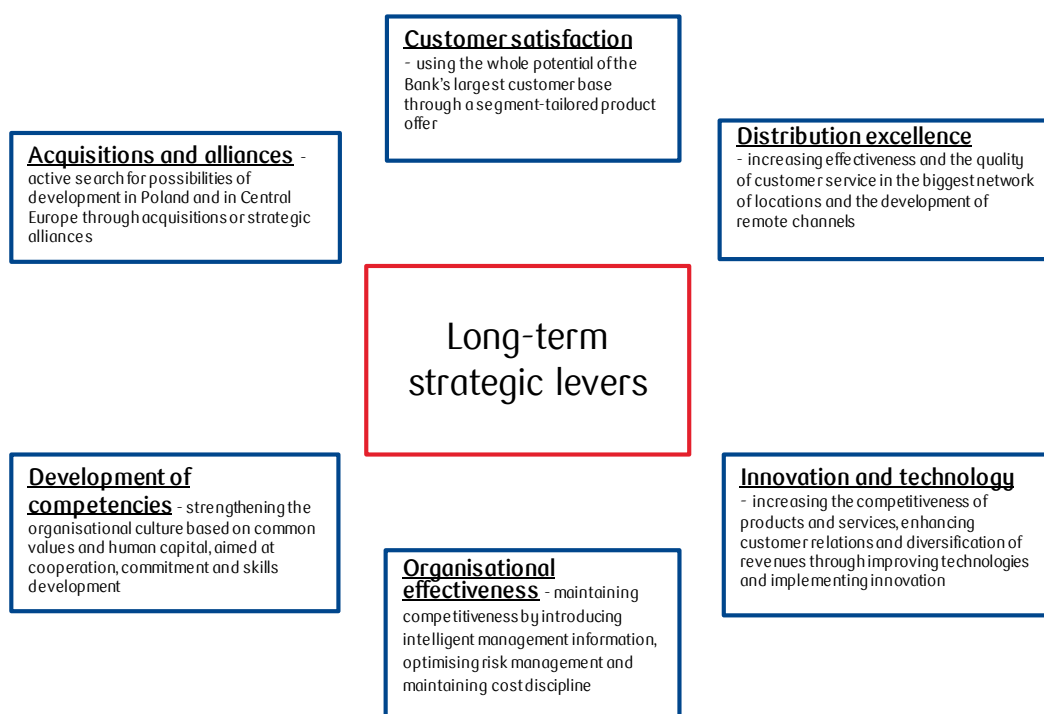 Customer satisfaction
- using the whole potential of the
Bank's largest customer base
through a segment-tailored product
offer
Distribution excellence
- increasing effectiveness and the quality
of customer service in the biggest network
of locations and the development of
remote channels
Acquisitions and alliances -
active search for possibilities of
development in Poland and in Central
Europe through acquisitions or strategic
alliances
Long-term
strategic levers
Development of
competencies - strengthening the
organisational culture based on common
values and human capital, aimed at
cooperation, commitment and skills
development
Innovation and technology
- increasing the competitiveness of
products and services, enhancing
customer relations and diversification of
revenues through improving technologies
and implementing innovation
Organisational
effectiveness - maintaining
competitiveness by introducing
intelligent management information,
optimising risk management and
maintaining cost discipline